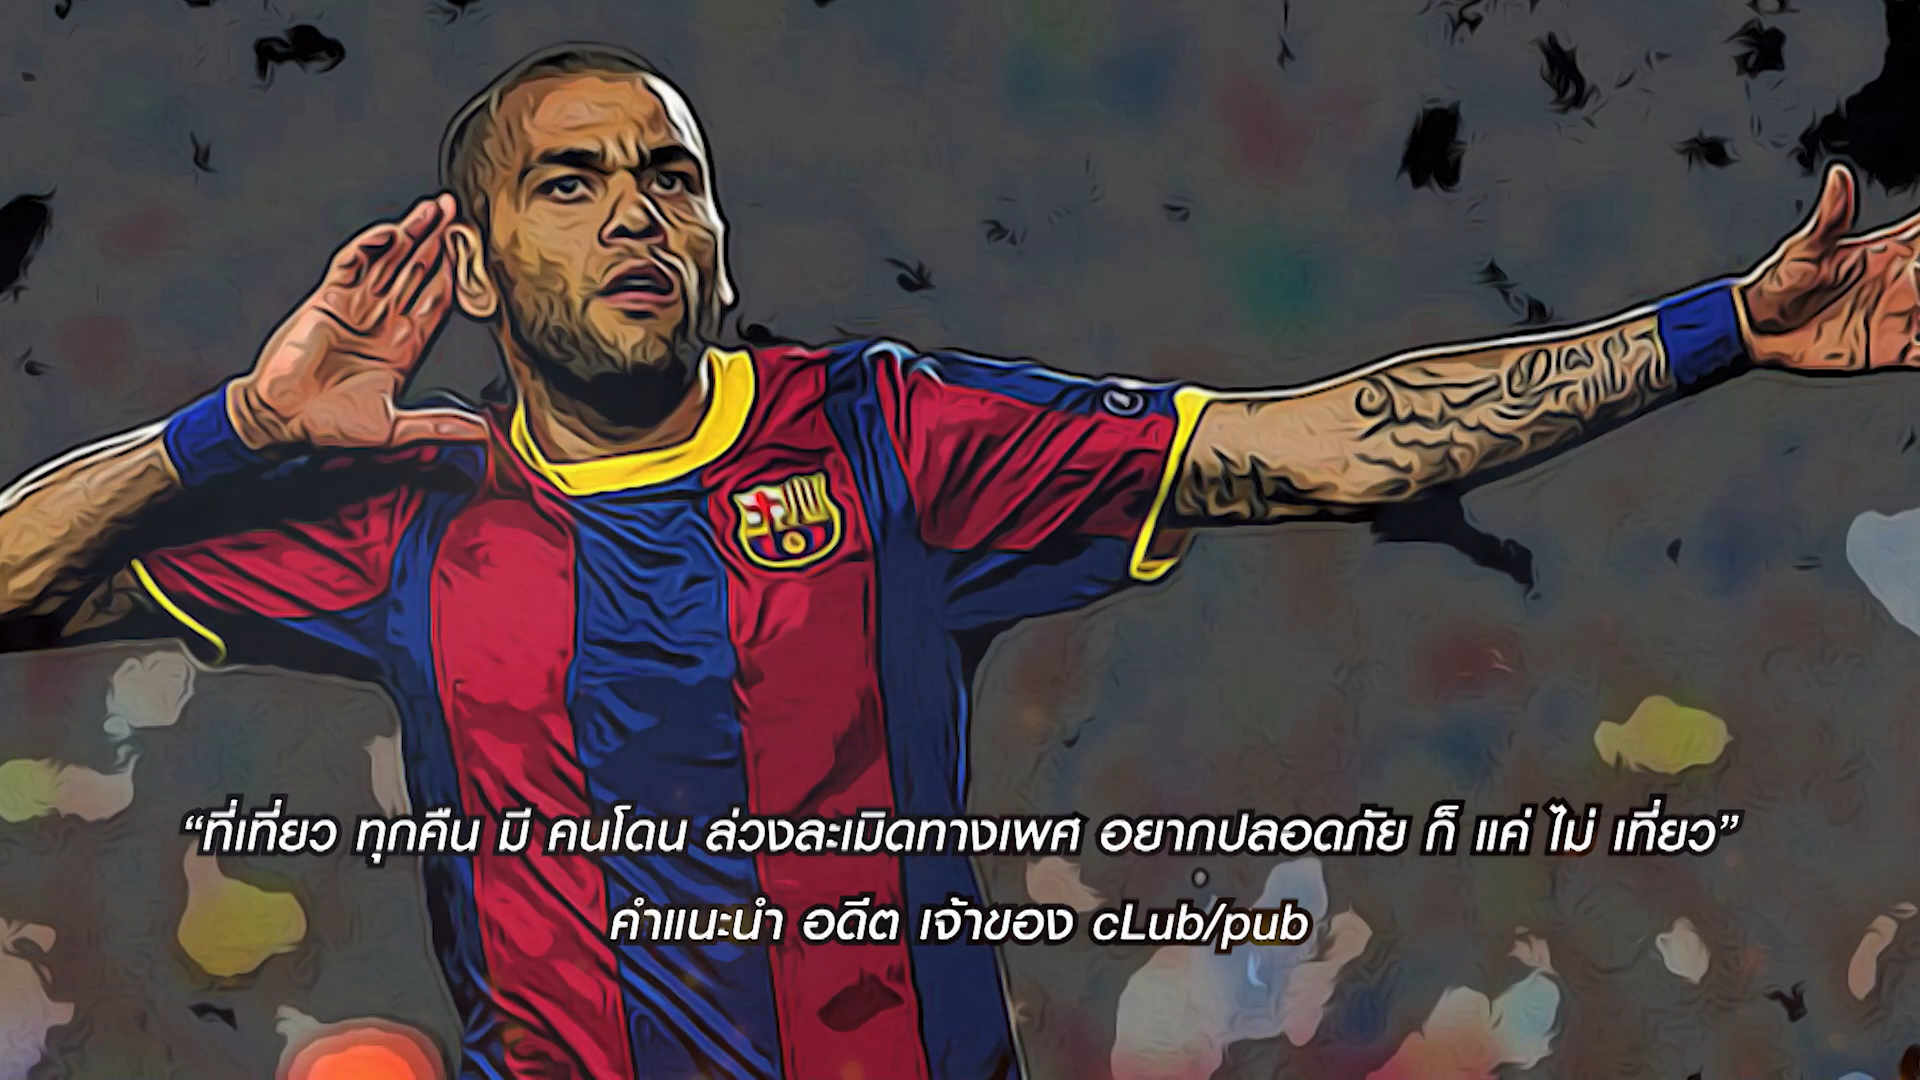 “ที่เที่ยว ทุกคืน มี คนโดน ล่วงละเมิดทางเพศ อยากปลอดภัย ก็ แค่ ไม่ เที่ยว”
คำแนะนำ อดีต เจ้าของ cLub/pub